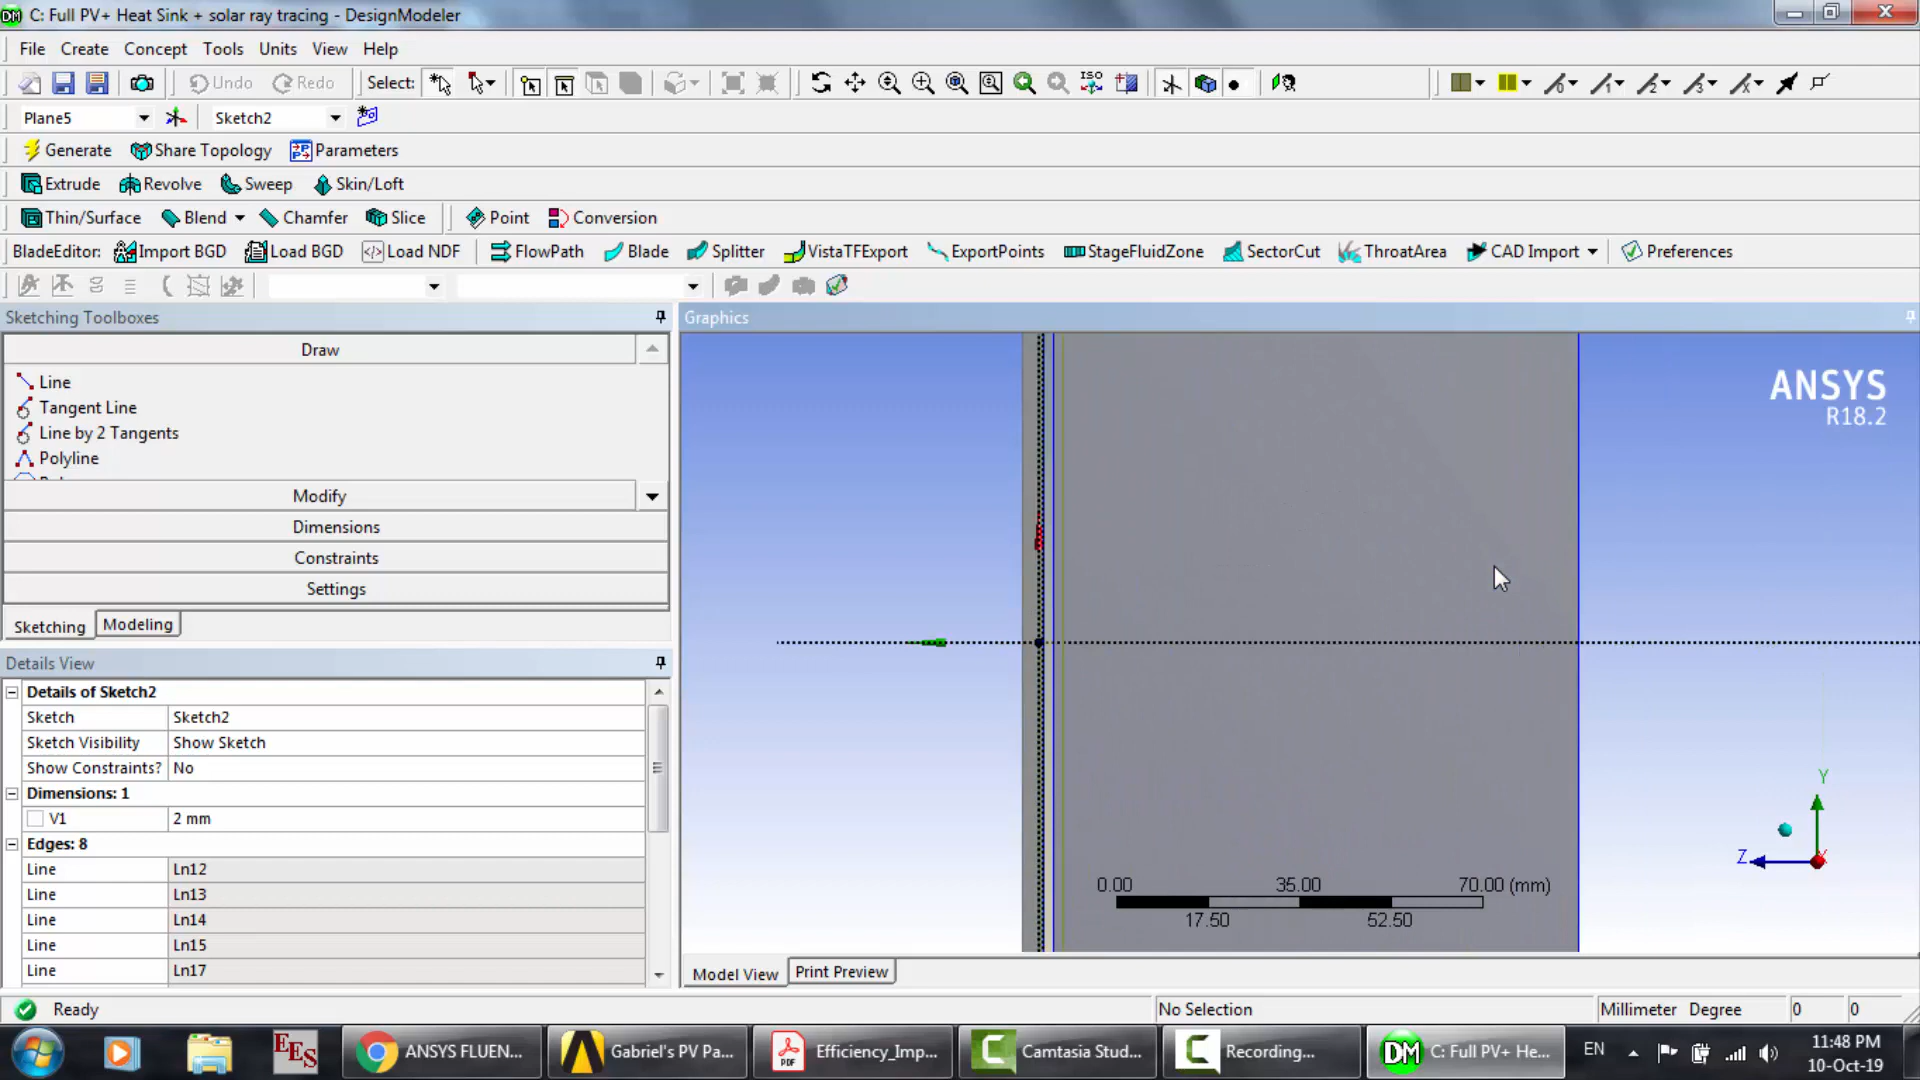 C: Full PV+ Heat Sink + solar ray tracing - DesignModeler
File Create Concept Tools Units View Help
Undo Redo Select: ISO
Plane5 Sketch2
Generate Share Topology Parameters
Extrude Revolve Sweep Skin/Loft
Thin/Surface Blend Chamfer Slice Point Conversion
BladeEditor: Import BGD Load BGD Load NDF FlowPath Blade Splitter VistaTFExport ExportPoints StageFluidZone SectorCut ThroatArea CAD Import Preferences
Sketching Toolboxes
Draw
Line
Tangent Line
Line by 2 Tangents
Polyline
Modify
Dimensions
Constraints
Settings
Sketching Modeling
Details View
Details of Sketch2
Sketch Sketch2
Sketch Visibility Show Sketch
Show Constraints? No
Dimensions: 1
V1 2 mm
Edges: 8
Line Ln12
Line Ln13
Line Ln14
Line Ln15
Line Ln17
Graphics
ANSYS
R18.2
Y
Z X
0.00 35.00 70.00 (mm)
17.50 52.50
Model View Print Preview
Ready No Selection Millimeter Degree 0 0
EES ANSYS FLUEN... Gabriel's PV Pa... PDF Efficiency_Imp... Camtasia Stud... Recording... DM C: Full PV+ He... EN 11:48 PM
10-Oct-19